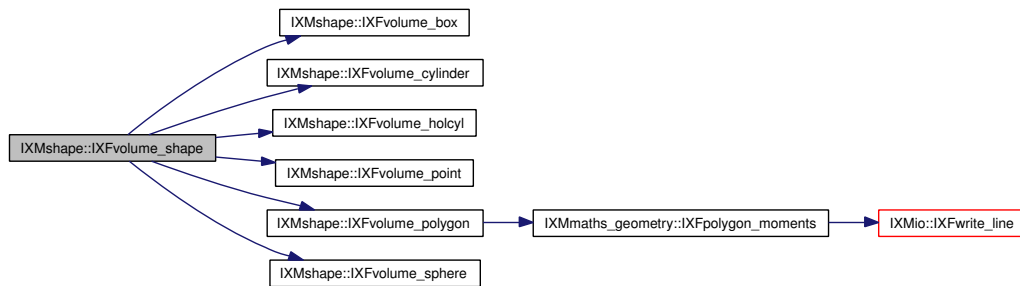 IXMshape::IXFvolume_box
IXMshape::IXFvolume_cylinder
IXMshape::IXFvolume_holcyl
IXMshape::IXFvolume_shape
IXMshape::IXFvolume_point
IXMshape::IXFvolume_polygon
IXMmaths_geometry::IXFpolygon_moments
IXMio::IXFwrite_line
IXMshape::IXFvolume_sphere